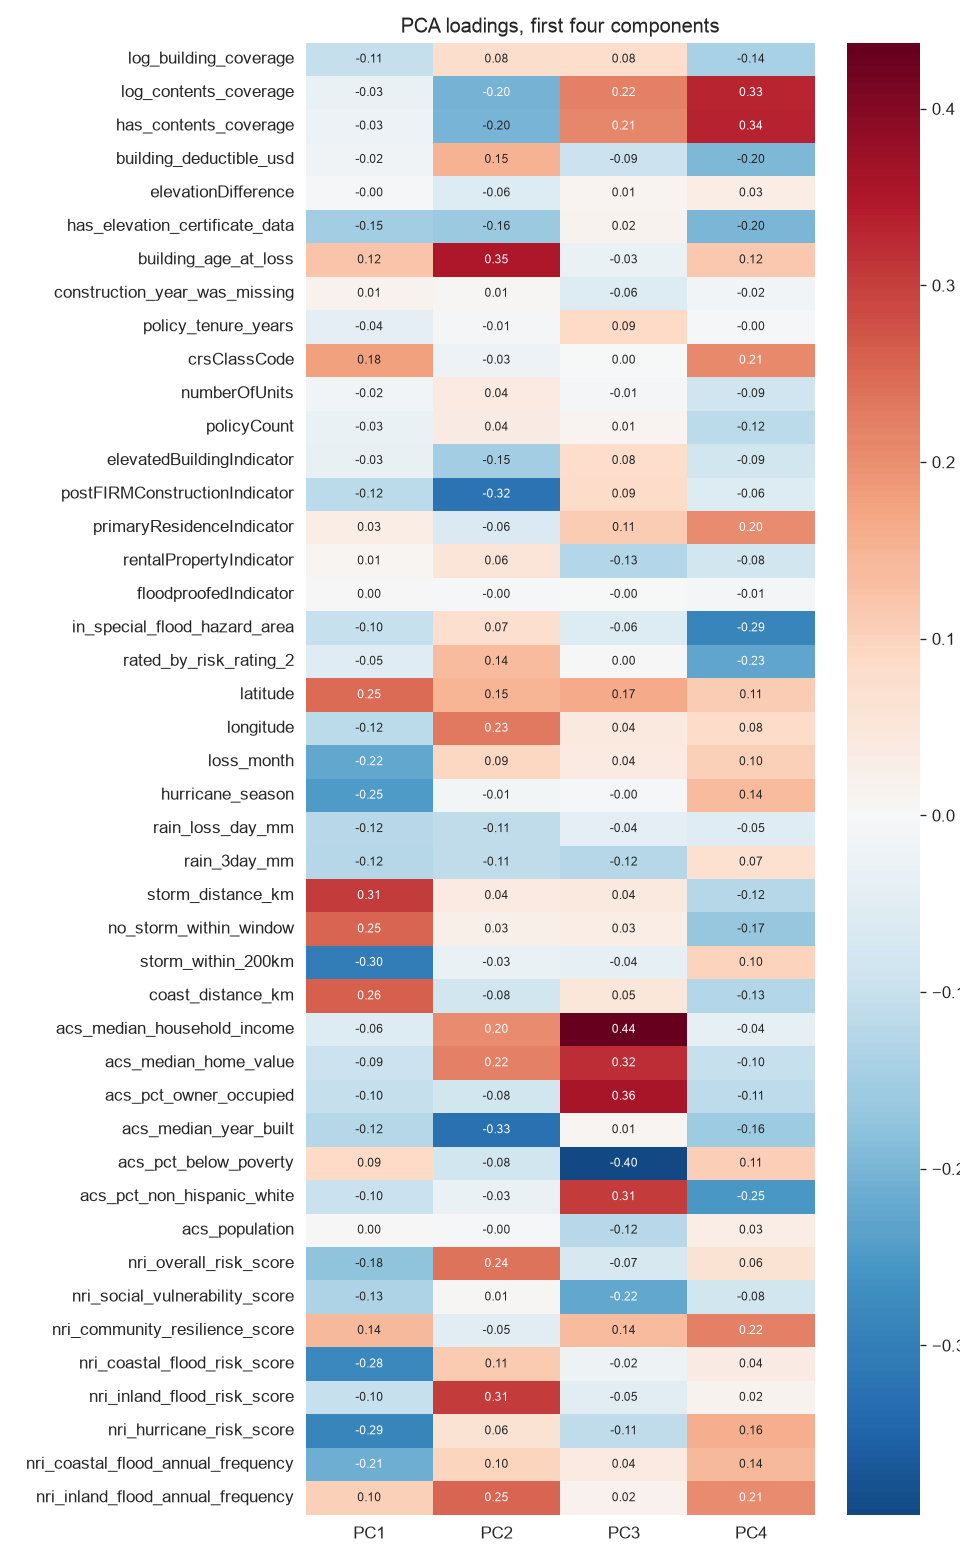 PCA loadings, first four components
log_building_coverage -0.11 0.08 0.08 -0.14
log_contents_coverage -0.03 -0.20 0.22 0.33
has_contents_coverage -0.03 -0.20 0.21 0.34
building_deductible_usd -0.02 0.15 -0.09 -0.20
elevationDifference -0.00 -0.06 0.01 0.03
has_elevation_certificate_data -0.15 -0.16 0.02 -0.20
building_age_at_loss 0.12 0.35 -0.03 0.12
construction_year_was_missing 0.01 0.01 -0.06 -0.02
policy_tenure_years -0.04 -0.01 0.09 -0.00
crsClassCode 0.18 -0.03 0.00 0.21
numberOfUnits -0.02 0.04 -0.01 -0.09
policyCount -0.03 0.04 0.01 -0.12
elevatedBuildingIndicator -0.03 -0.15 0.08 -0.09
postFIRMConstructionIndicator -0.12 -0.32 0.09 -0.06
primaryResidenceIndicator 0.03 -0.06 0.11 0.20
rentalPropertyIndicator 0.01 0.06 -0.13 -0.08
floodproofedIndicator 0.00 -0.00 -0.00 -0.01
in_special_flood_hazard_area -0.10 0.07 -0.06 -0.29
rated_by_risk_rating_2 -0.05 0.14 0.00 -0.23
latitude 0.25 0.15 0.17 0.11
longitude -0.12 0.23 0.04 0.08
loss_month -0.22 0.09 0.04 0.10
hurricane_season -0.25 -0.01 -0.00 0.14
rain_loss_day_mm -0.12 -0.11 -0.04 -0.05
rain_3day_mm -0.12 -0.11 -0.12 0.07
storm_distance_km 0.31 0.04 0.04 -0.12
no_storm_within_window 0.25 0.03 0.03 -0.17
storm_within_200km -0.30 -0.03 -0.04 0.10
coast_distance_km 0.26 -0.08 0.05 -0.13
acs_median_household_income -0.06 0.20 0.44 -0.04
acs_median_home_value -0.09 0.22 0.32 -0.10
acs_pct_owner_occupied -0.10 -0.08 0.36 -0.11
acs_median_year_built -0.12 -0.33 0.01 -0.16
acs_pct_below_poverty 0.09 -0.08 -0.40 0.11
acs_pct_non_hispanic_white -0.10 -0.03 0.31 -0.25
acs_population 0.00 -0.00 -0.12 0.03
nri_overall_risk_score -0.18 0.24 -0.07 0.06
nri_social_vulnerability_score -0.13 0.01 -0.22 -0.08
nri_community_resilience_score 0.14 -0.05 0.14 0.22
nri_coastal_flood_risk_score -0.28 0.11 -0.02 0.04
nri_inland_flood_risk_score -0.10 0.31 -0.05 0.02
nri_hurricane_risk_score -0.29 0.06 -0.11 0.16
nri_coastal_flood_annual_frequency -0.21 0.10 0.04 0.14
nri_inland_flood_annual_frequency 0.10 0.25 0.02 0.21
PC1 PC2 PC3 PC4
0.4
0.3
0.2
0.1
0.0
−0.1
−0.2
−0.3